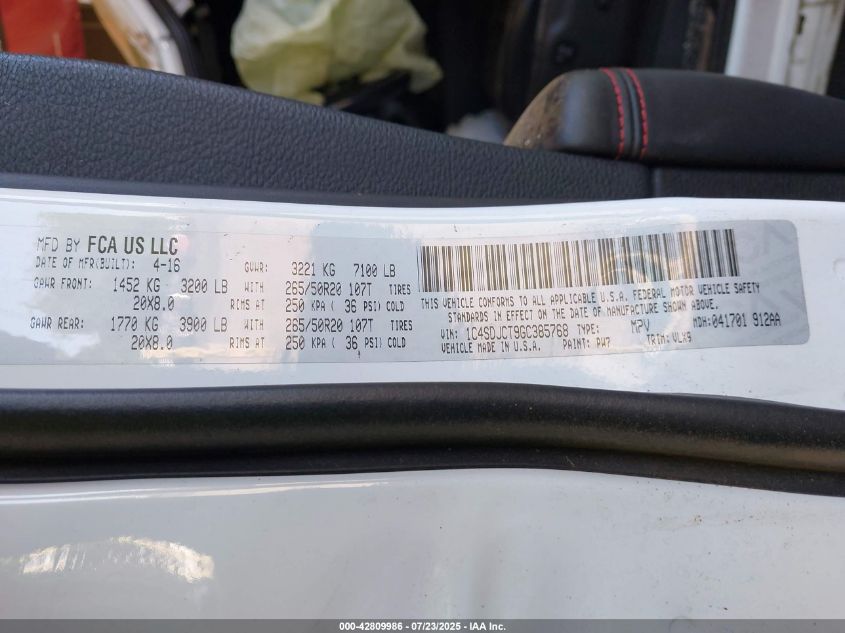 MFD BY FCA US LLC
DATE OF MFR(BUILT): 4-16 GVWR: 3221 KG 7100 LB
GAWR FRONT: 1452 KG 3200 LB WITH 265/50R20 107T TIRES
20X8.0 RIMS AT 250 KPA ( 36 PSI) COLD
GAWR REAR: 1770 KG 3900 LB WITH 265/50R20 107T TIRES
20X8.0 RIMS AT 250 KPA ( 36 PSI) COLD
THIS VEHICLE CONFORMS TO ALL APPLICABLE U.S.A. FEDERAL MOTOR VEHICLE SAFETY
STANDARDS IN EFFECT ON THE DATE OF MANUFACTURE SHOWN ABOVE.
VIN: 1C4SDJCT9GC385768 TYPE: MPV MDH: 041701 912AA
VEHICLE MADE IN U.S.A. PAINT: PW7 TRIM: VLX9
000-42809986 - 07/23/2025 - IAA Inc.